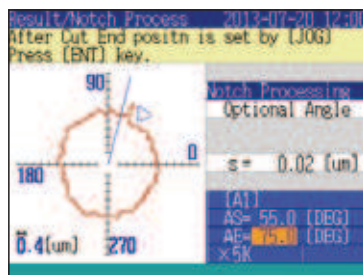 Result/Notch Process 2013-07-20 12:00
After Cut End positn is set by [JOG]
Press [ENT] key.
90
Notch Processing
Optional Angle
0
180
s= 0.02 [um]
[A1]
AS= 55.0 [DEG]
AE= 75.0 [DEG]
×5K
0.4[um]
270